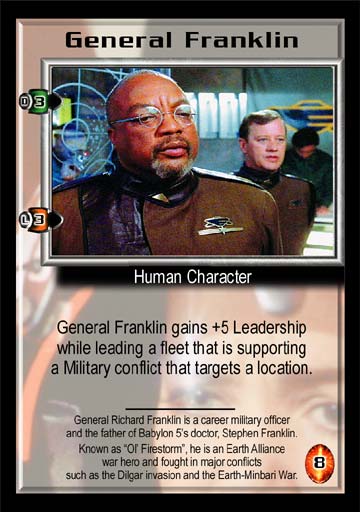 General Franklin
D 3
L 3
Human Character
General Franklin gains +5 Leadership
while leading a fleet that is supporting
a Military conflict that targets a location.
General Richard Franklin is a career military officer
and the father of Babylon 5's doctor, Stephen Franklin.
Known as "Ol' Firestorm", he is an Earth Alliance
war hero and fought in major conflicts
such as the Dilgar invasion and the Earth-Minbari War.
8